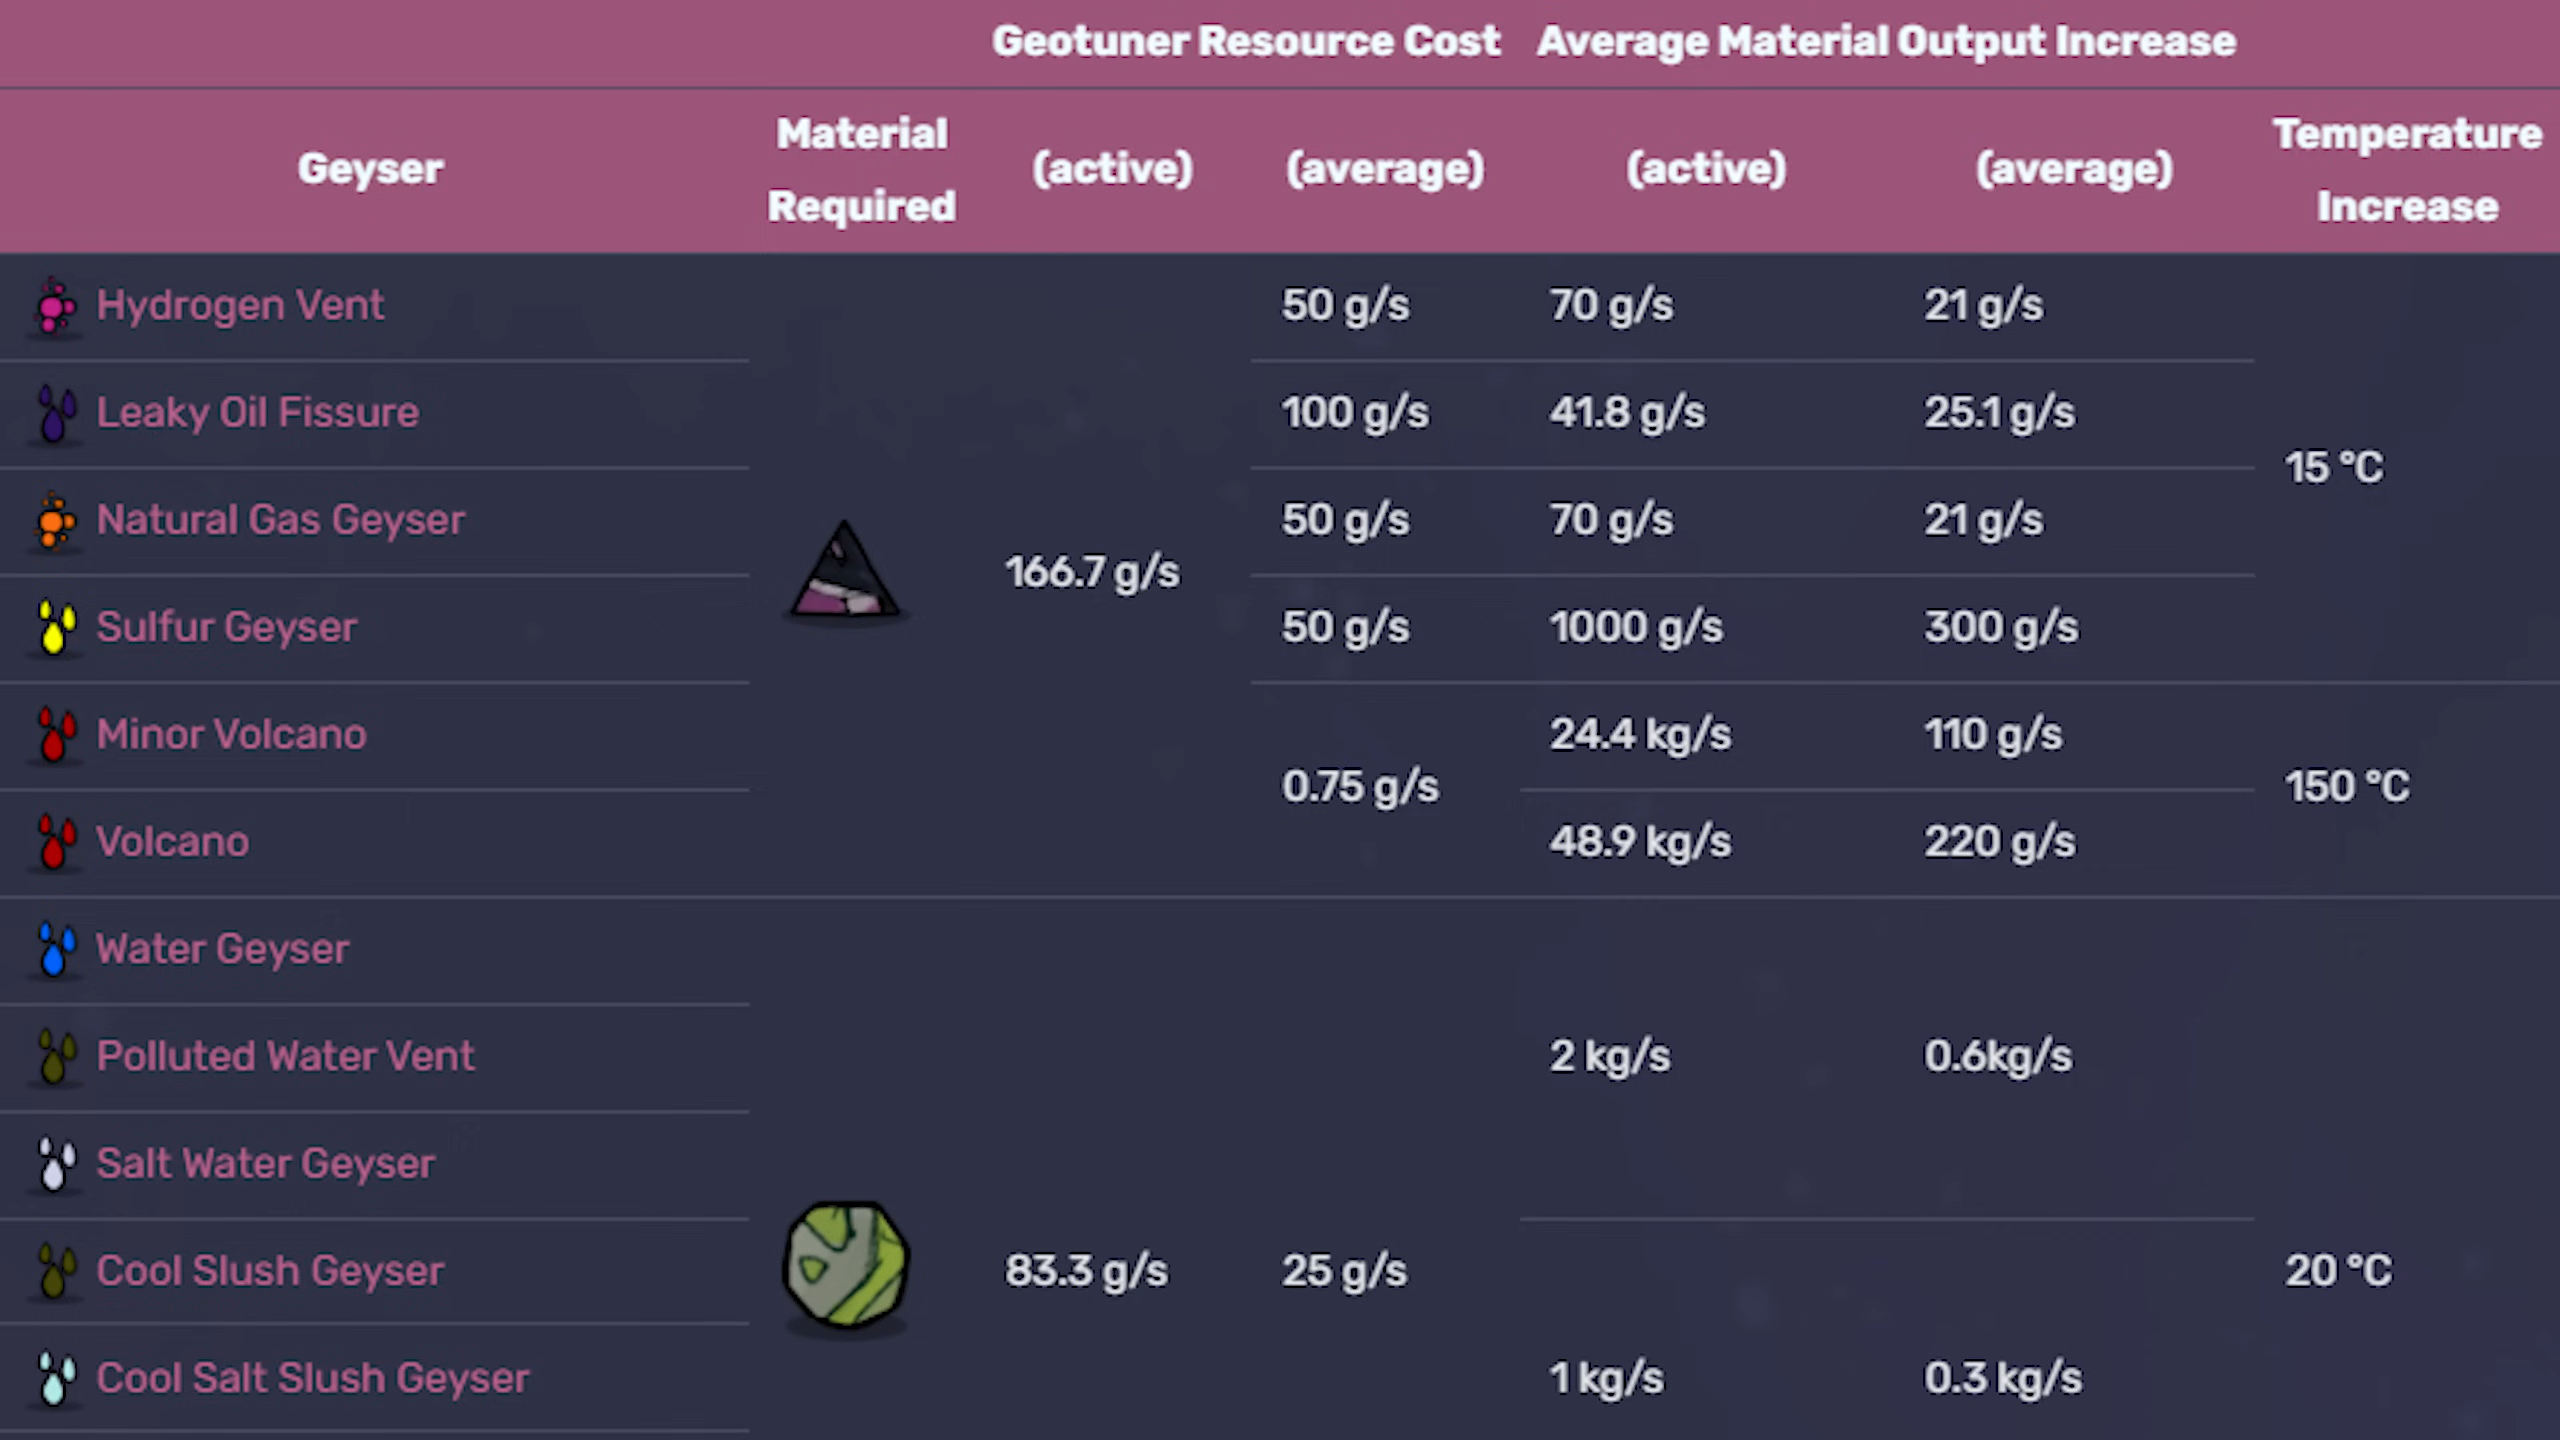 Geotuner Resource Cost Average Material Output Increase
Geyser Material Required (active) (average) (active) (average) Temperature Increase
Hydrogen Vent 50 g/s 70 g/s 21 g/s
Leaky Oil Fissure 100 g/s 41.8 g/s 25.1 g/s
15 °C
Natural Gas Geyser 50 g/s 70 g/s 21 g/s
166.7 g/s
Sulfur Geyser 50 g/s 1000 g/s 300 g/s
Minor Volcano 24.4 kg/s 110 g/s
0.75 g/s 150 °C
Volcano 48.9 kg/s 220 g/s
Water Geyser
Polluted Water Vent 2 kg/s 0.6kg/s
Salt Water Geyser
Cool Slush Geyser 83.3 g/s 25 g/s 20 °C
Cool Salt Slush Geyser 1 kg/s 0.3 kg/s